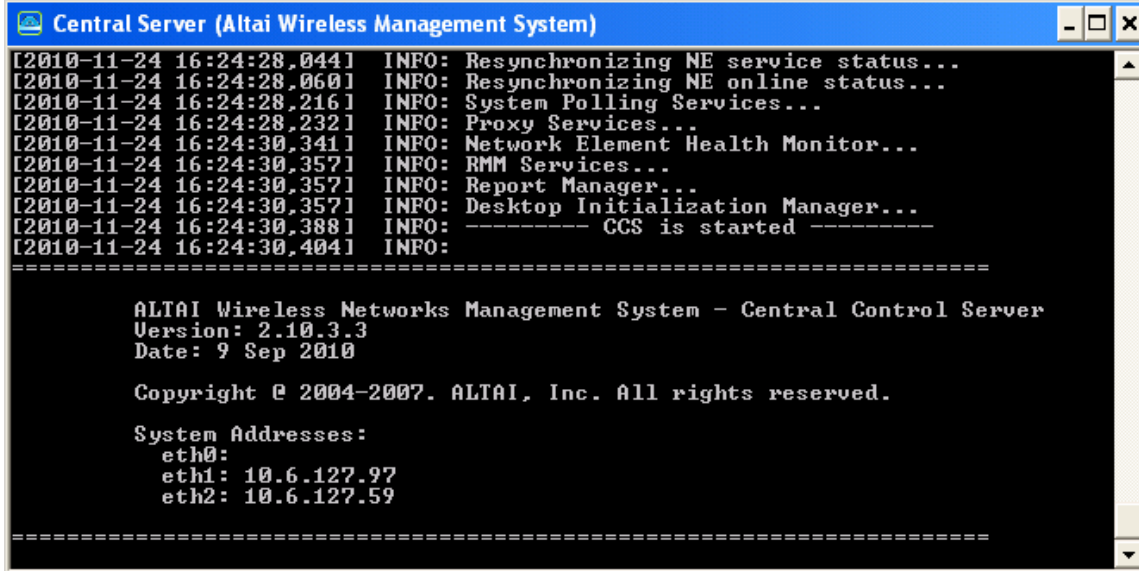 Central Server (Altai Wireless Management System)
[2010-11-24 16:24:28,044] INFO: Resynchronizing NE service status...
[2010-11-24 16:24:28,060] INFO: Resynchronizing NE online status...
[2010-11-24 16:24:28,216] INFO: System Polling Services...
[2010-11-24 16:24:28,232] INFO: Proxy Services...
[2010-11-24 16:24:30,341] INFO: Network Element Health Monitor...
[2010-11-24 16:24:30,357] INFO: RMM Services...
[2010-11-24 16:24:30,357] INFO: Report Manager...
[2010-11-24 16:24:30,357] INFO: Desktop Initialization Manager...
[2010-11-24 16:24:30,388] INFO: --------- CCS is started ---------
[2010-11-24 16:24:30,404] INFO:
=======================================================================
ALTAI Wireless Networks Management System - Central Control Server
Version: 2.10.3.3
Date: 9 Sep 2010
Copyright @ 2004-2007. ALTAI, Inc. All rights reserved.
System Addresses:
eth0:
eth1: 10.6.127.97
eth2: 10.6.127.59
=======================================================================